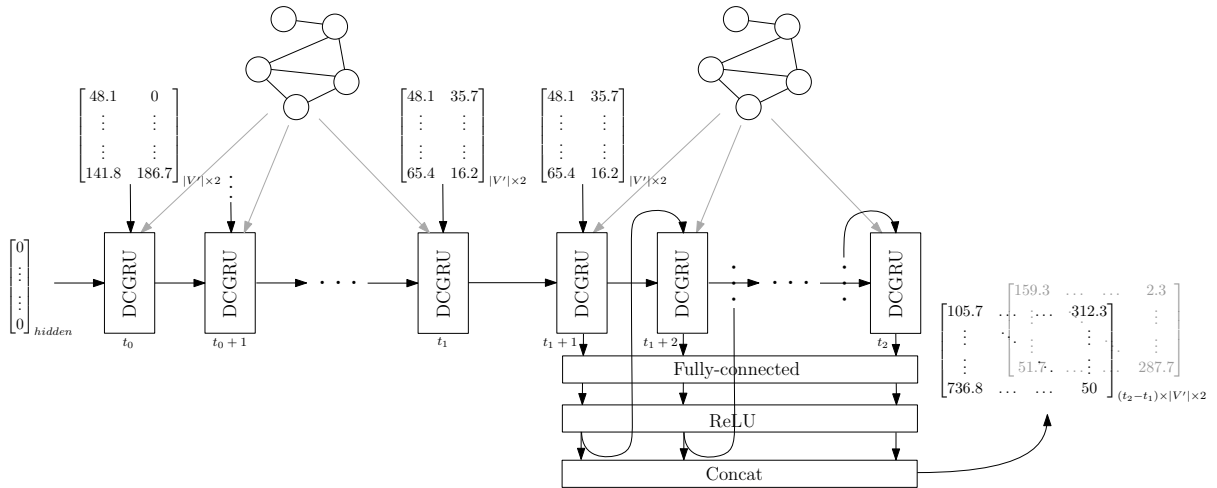 48.1 0
⋮ ⋮
⋮ ⋮
141.8 186.7
|V'|×2
⋮
48.1 35.7
⋮ ⋮
⋮ ⋮
65.4 16.2
|V'|×2
48.1 35.7
⋮ ⋮
⋮ ⋮
65.4 16.2
|V'|×2
0
⋮
⋮
0
hidden
DCGRU
DCGRU
· · ·
DCGRU
DCGRU
DCGRU
· · ·
DCGRU
t₀
t₀ + 1
t₁
t₁ + 1
t₁ + 2
t₂
Fully-connected
ReLU
Concat
159.3 … … 2.3
⋮ ⋮
⋮ ⋱ ⋮
51.7 … … 287.7
105.7 … … 312.3
⋮ ⋱ ⋮
⋮ ⋱ ⋮
736.8 … … 50
(t₂−t₁)×|V'|×2